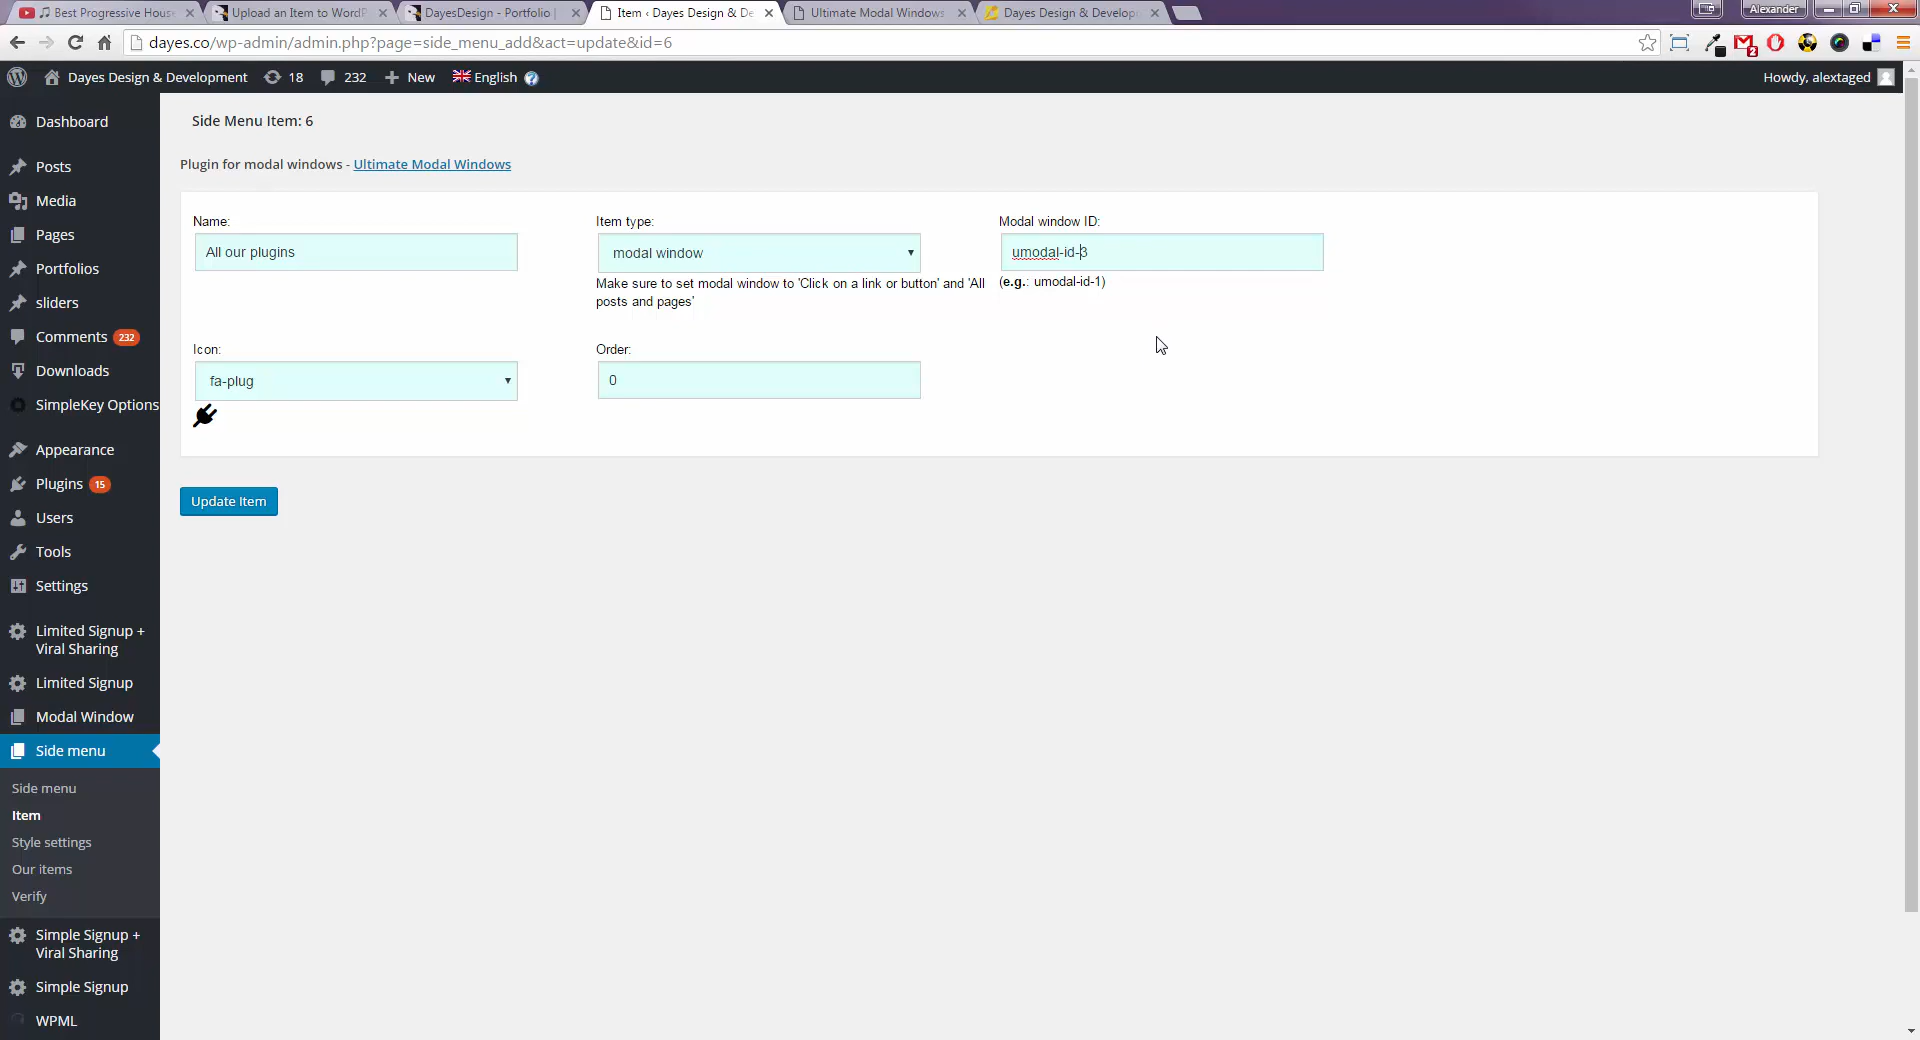 Best Progressive House
Upload an Item to WordP
DayesDesign - Portfolio |
Item ‹ Dayes Design & De
Ultimate Modal Windows
Dayes Design & Develop
Alexander
dayes.co/wp-admin/admin.php?page=side_menu_add&act=update&id=6
2
Dayes Design & Development
18
232
New
English
?
Howdy, alextaged
Dashboard
Posts
Media
Pages
Portfolios
sliders
Comments 232
Downloads
SimpleKey Options
Appearance
Plugins 15
Users
Tools
Settings
Limited Signup +
Viral Sharing
Limited Signup
Modal Window
Side menu
Side menu
Item
Style settings
Our items
Verify
Simple Signup +
Viral Sharing
Simple Signup
WPML
Side Menu Item: 6
Plugin for modal windows - Ultimate Modal Windows
Name:
All our plugins
Item type:
modal window
Make sure to set modal window to 'Click on a link or button' and 'All
posts and pages'
Modal window ID:
umodal-id-3
(e.g.: umodal-id-1)
Icon:
fa-plug
Order:
0
Update Item